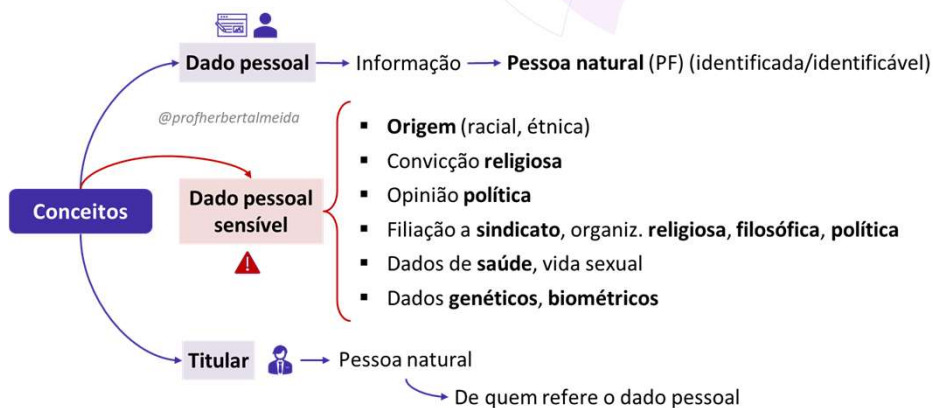 Dado pessoal
Informação
Pessoa natural (PF) (identificada/identificável)
@profherbertalmeida
Conceitos
Dado pessoal
sensível
▪ Origem (racial, étnica)
▪ Convicção religiosa
▪ Opinião política
▪ Filiação a sindicato, organiz. religiosa, filosófica, política
▪ Dados de saúde, vida sexual
▪ Dados genéticos, biométricos
Titular
Pessoa natural
De quem refere o dado pessoal